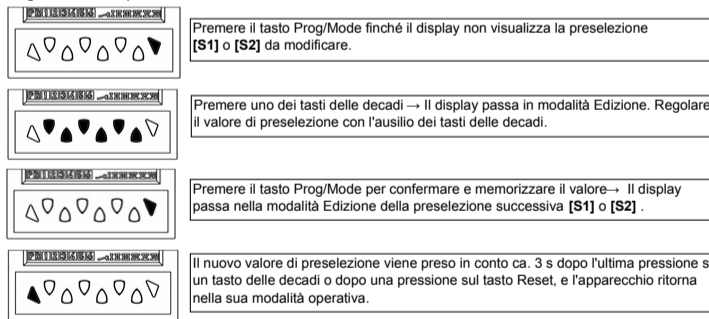 Premere il tasto Prog/Mode finché il display non visualizza la preselezione
[S1] o [S2] da modificare.
Premere uno dei tasti delle decadi → Il display passa in modalità Edizione. Regolare
il valore di preselezione con l'ausilio dei tasti delle decadi.
Premere il tasto Prog/Mode per confermare e memorizzare il valore→ Il display
passa nella modalità Edizione della preselezione successiva [S1] o [S2] .
Il nuovo valore di preselezione viene preso in conto ca. 3 s dopo l'ultima pressione s
un tasto delle decadi o dopo una pressione sul tasto Reset, e l'apparecchio ritorna
nella sua modalità operativa.